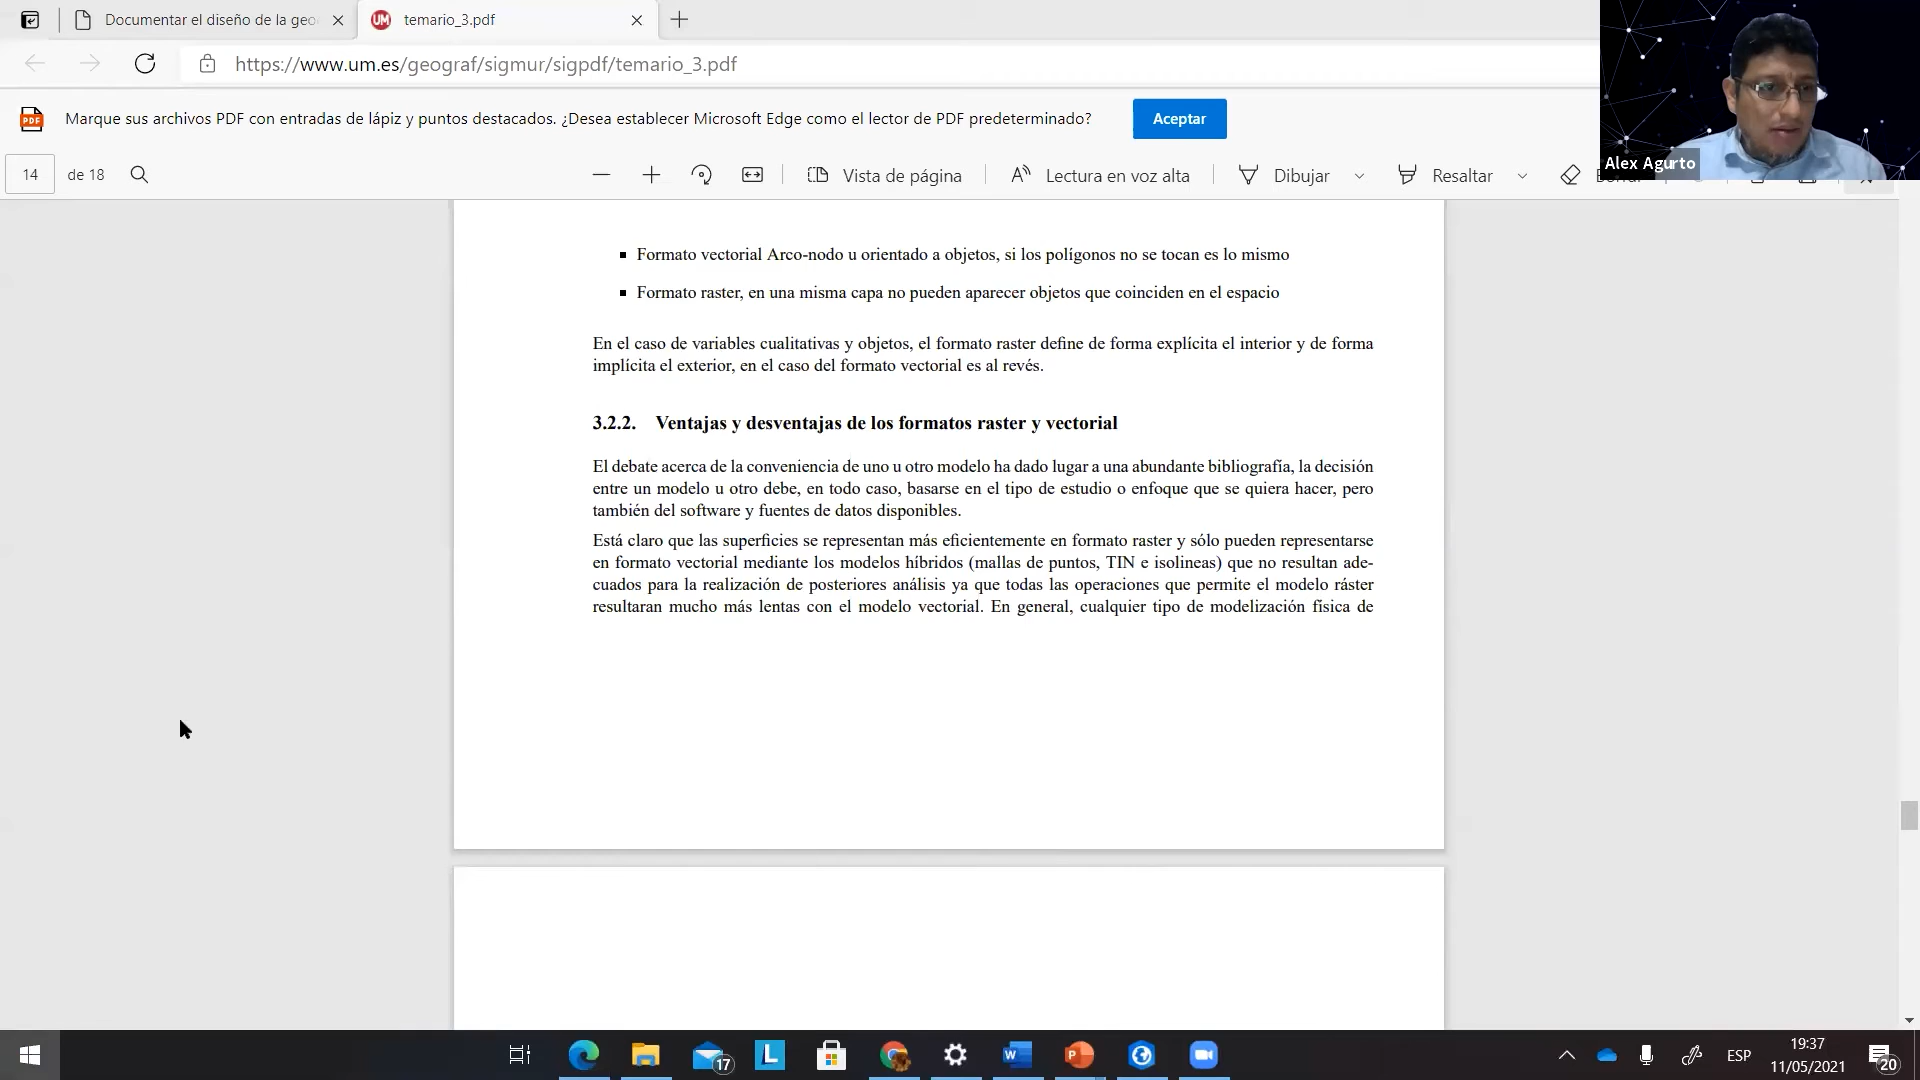 Documentar el diseño de la geo
UM temario_3.pdf
https://www.um.es/geograf/sigmur/sigpdf/temario_3.pdf
PDF Marque sus archivos PDF con entradas de lápiz y puntos destacados. ¿Desea establecer Microsoft Edge como el lector de PDF predeterminado? Aceptar
14 de 18 Vista de página Lectura en voz alta Dibujar Resaltar
Alex Agurto
Formato vectorial Arco-nodo u orientado a objetos, si los polígonos no se tocan es lo mismo
Formato raster, en una misma capa no pueden aparecer objetos que coinciden en el espacio
En el caso de variables cualitativas y objetos, el formato raster define de forma explícita el interior y de forma
implícita el exterior, en el caso del formato vectorial es al revés.
3.2.2. Ventajas y desventajas de los formatos raster y vectorial
El debate acerca de la conveniencia de uno u otro modelo ha dado lugar a una abundante bibliografía, la decisión
entre un modelo u otro debe, en todo caso, basarse en el tipo de estudio o enfoque que se quiera hacer, pero
también del software y fuentes de datos disponibles.
Está claro que las superficies se representan más eficientemente en formato raster y sólo pueden representarse
en formato vectorial mediante los modelos híbridos (mallas de puntos, TIN e isolineas) que no resultan ade-
cuados para la realización de posteriores análisis ya que todas las operaciones que permite el modelo ráster
resultaran mucho más lentas con el modelo vectorial. En general, cualquier tipo de modelización física de
17 L W P ESP 19:37
11/05/2021 20